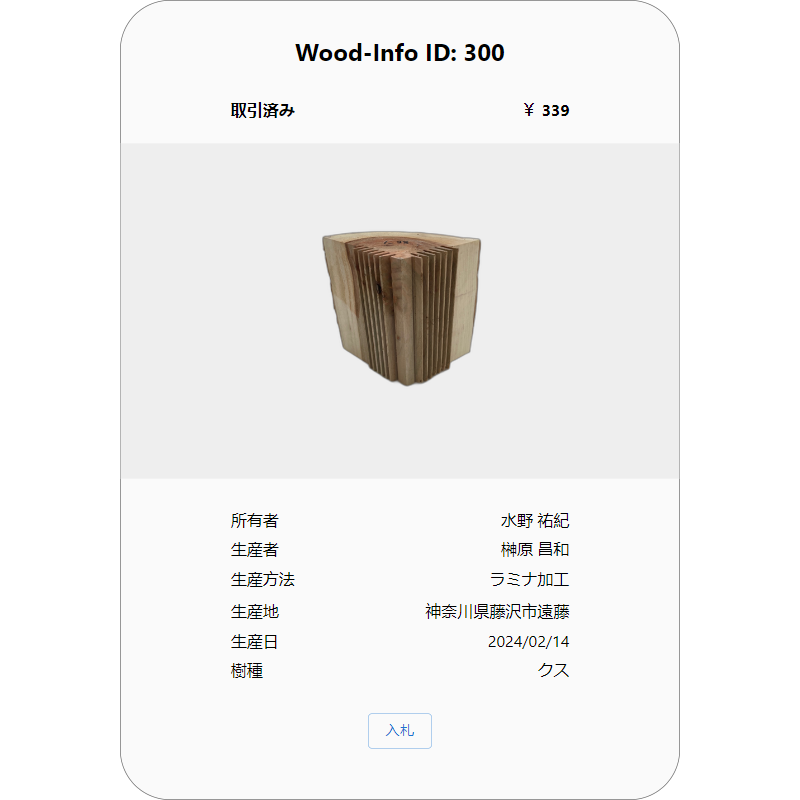 Wood-Info ID: 300
取引済み ¥ 339
所有者 水野 祐紀
生産者 榊原 昌和
生産方法 ラミナ加工
生産地 神奈川県藤沢市遠藤
生産日 2024/02/14
樹種 クス
入札